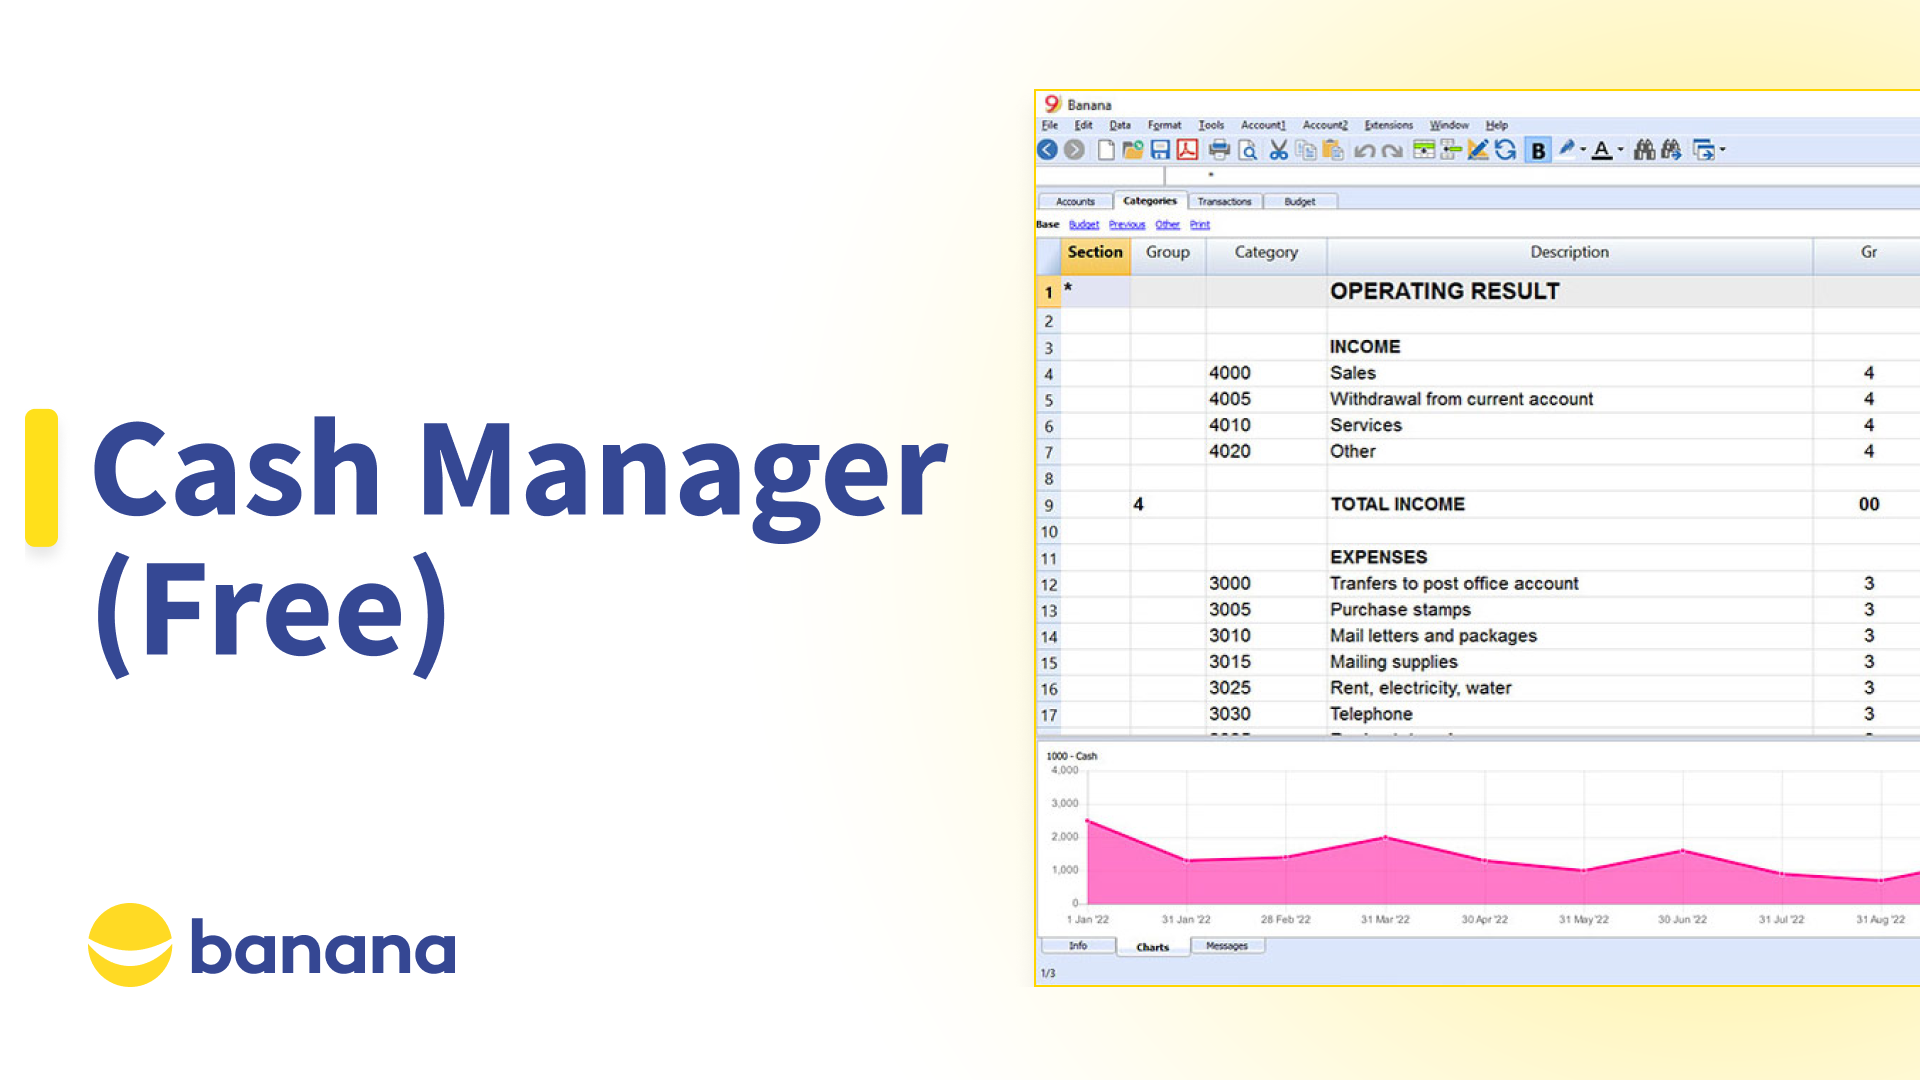 Cash Manager
(Free)
banana
Banana
File Edit Data Format Tools Account1 Account2 Extensions Window Help
B A
*
Accounts Categories Transactions Budget
Base Budget Previous Other Print
Section Group Category Description Gr
1 * OPERATING RESULT
2
3 INCOME
4 4000 Sales 4
5 4005 Withdrawal from current account 4
6 4010 Services 4
7 4020 Other 4
8
9 4 TOTAL INCOME 00
10
11 EXPENSES
12 3000 Tranfers to post office account 3
13 3005 Purchase stamps 3
14 3010 Mail letters and packages 3
15 3015 Mailing supplies 3
16 3025 Rent, electricity, water 3
17 3030 Telephone 3
1000 - Cash
4,000
3,000
2,000
1,000
0
1 Jan '22 31 Jan '22 28 Feb '22 31 Mar '22 30 Apr '22 31 May '22 30 Jun '22 31 Jul '22 31 Aug '22
Info Charts Messages
1/3